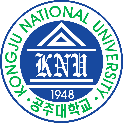 KONGJU NATIONAL UNIVERSITY
KNU
1948
공주대학교